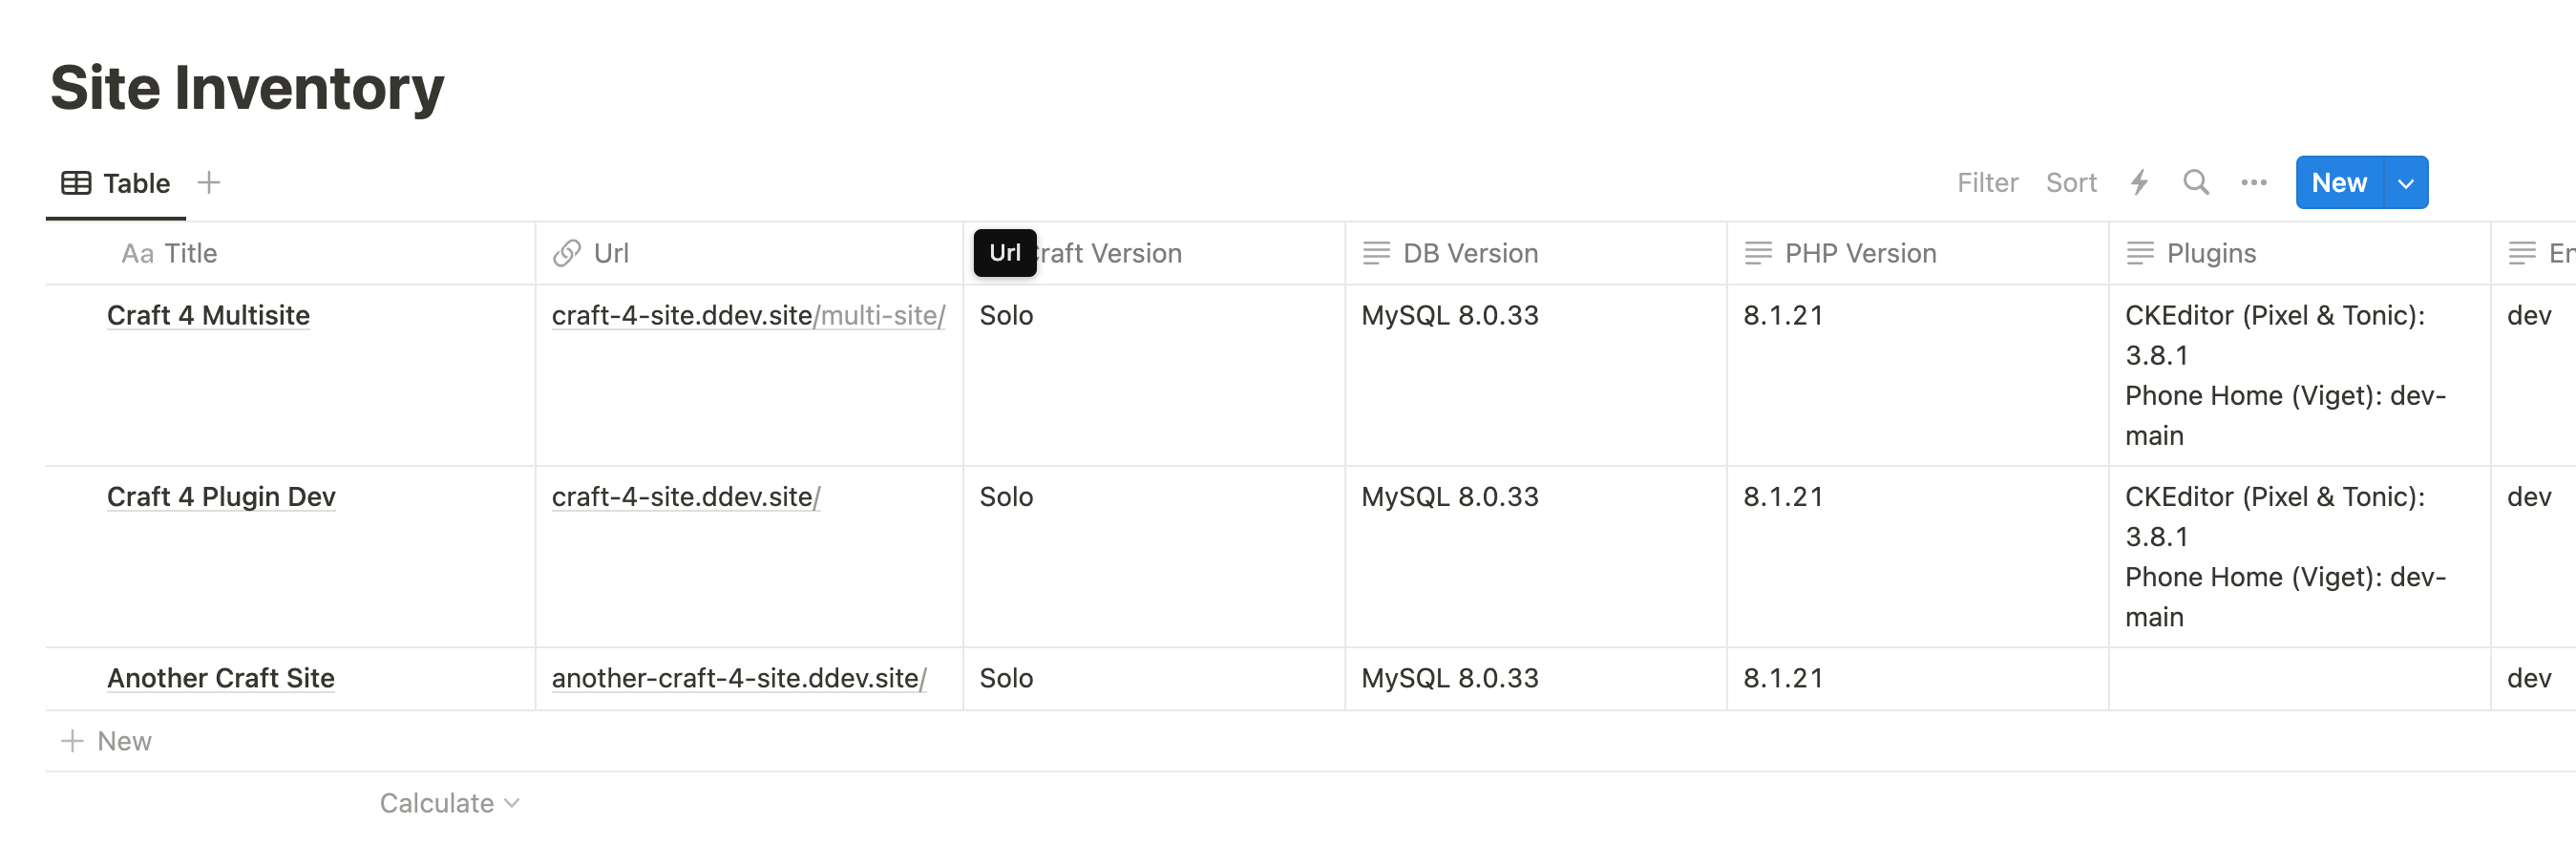 Site Inventory
Table
Filter Sort New
Aa Title Url Url raft Version DB Version PHP Version Plugins En
Craft 4 Multisite craft-4-site.ddev.site/multi-site/ Solo MySQL 8.0.33 8.1.21 CKEditor (Pixel & Tonic): dev
3.8.1
Phone Home (Viget): dev-
main
Craft 4 Plugin Dev craft-4-site.ddev.site/ Solo MySQL 8.0.33 8.1.21 CKEditor (Pixel & Tonic): dev
3.8.1
Phone Home (Viget): dev-
main
Another Craft Site another-craft-4-site.ddev.site/ Solo MySQL 8.0.33 8.1.21 dev
New
Calculate